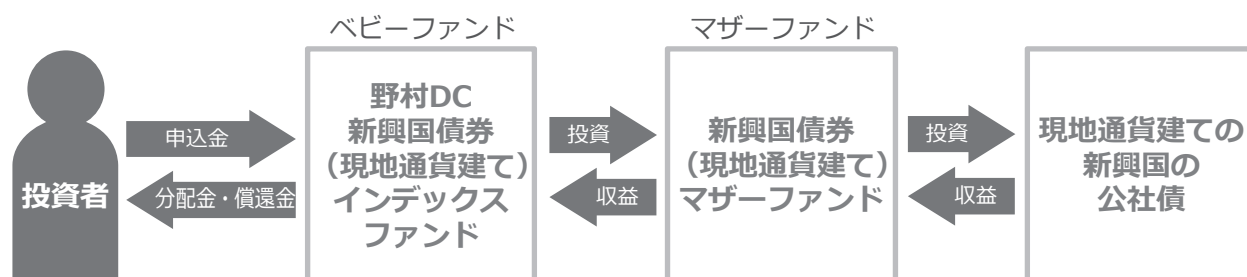 ベビーファンド
マザーファンド
投資者
申込金
分配金・償還金
野村DC
新興国債券
（現地通貨建て）
インデックス
ファンド
投資
収益
新興国債券
（現地通貨建て）
マザーファンド
投資
収益
現地通貨建ての
新興国の
公社債